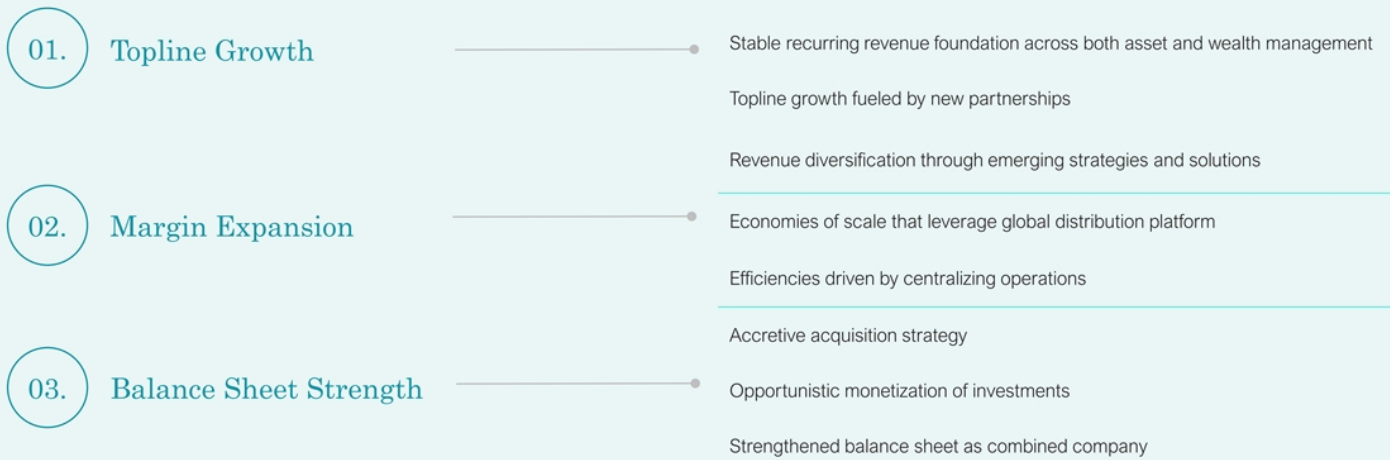 01. Topline Growth
Stable recurring revenue foundation across both asset and wealth management
Topline growth fueled by new partnerships
Revenue diversification through emerging strategies and solutions
02. Margin Expansion
Economies of scale that leverage global distribution platform
Efficiencies driven by centralizing operations
03. Balance Sheet Strength
Accretive acquisition strategy
Opportunistic monetization of investments
Strengthened balance sheet as combined company